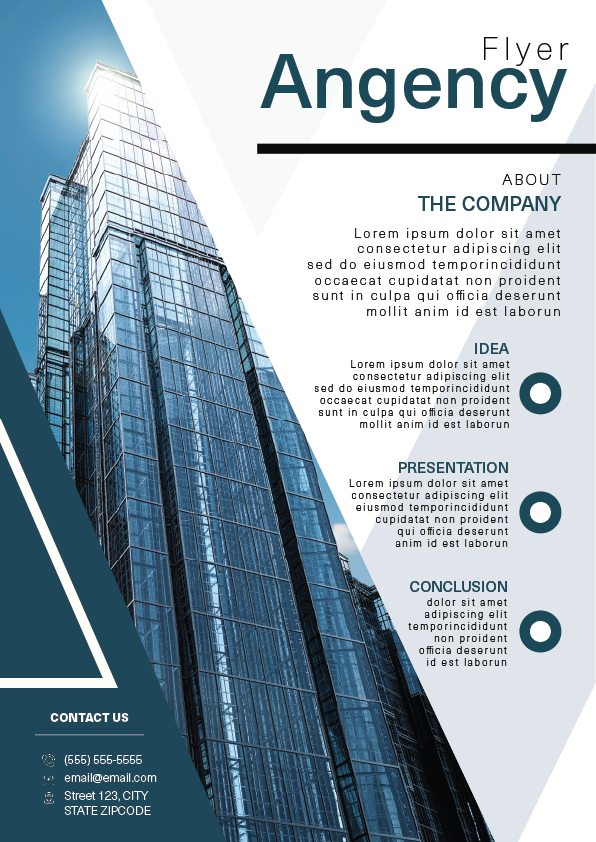 Flyer
Angency
ABOUT
THE COMPANY
Lorem ipsum dolor sit amet
consectetur adipiscing elit
sed do eiusmod temporincididunt
occaecat cupidatat non proident
sunt in culpa qui officia deserunt
mollit anim id est laborun
IDEA
Lorem ipsum dolor sit amet
consectetur adipiscing elit
sed do eiusmod temporincididunt
occaecat cupidatat non proident
sunt in culpa qui officia deserunt
mollit anim id est laborun
PRESENTATION
Lorem ipsum dolor sit amet
consectetur adipiscing elit
eiusmod temporincididunt
cupidatat non proident
qui officia deserunt
anim id est laborun
CONCLUSION
dolor sit amet
adipiscing elit
temporincididunt
non proident
officia deserunt
id est laborun
CONTACT US
(555) 555-5555
email@email.com
Street 123, CITY
STATE ZIPCODE